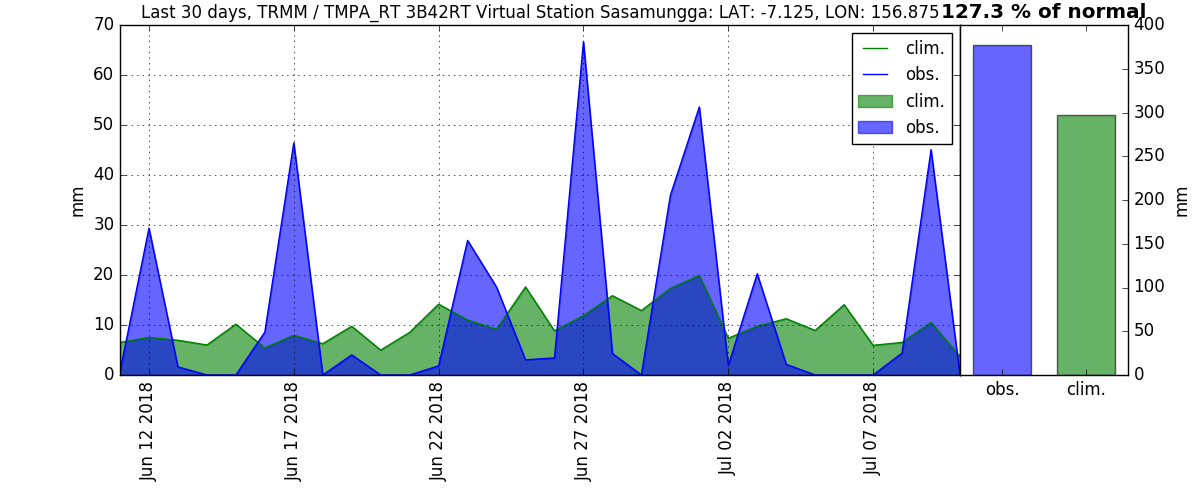 Last 30 days, TRMM / TMPA_RT 3B42RT Virtual Station Sasamungga: LAT: -7.125, LON: 156.875
127.3 % of normal
70
60
50
40
30
20
10
0
mm
clim.
obs.
clim.
obs.
Jun 12 2018
Jun 17 2018
Jun 22 2018
Jun 27 2018
Jul 02 2018
Jul 07 2018
400
350
300
250
200
150
100
50
0
mm
obs.
clim.